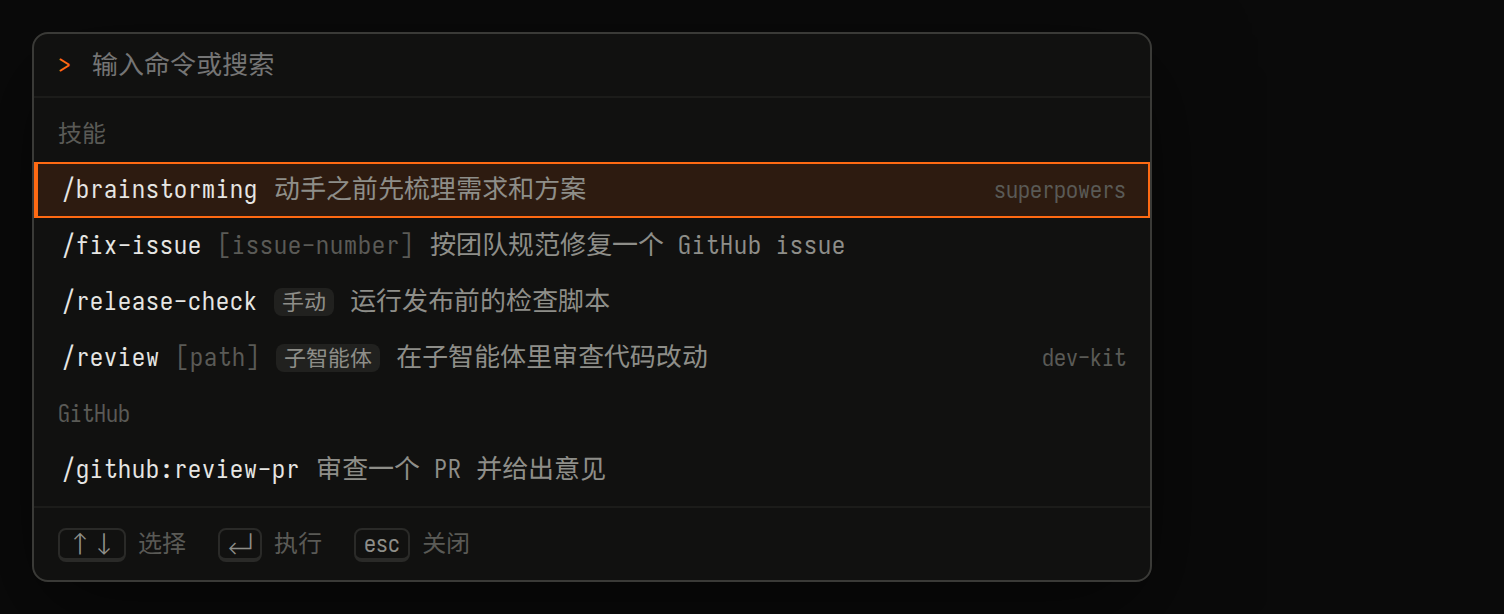 > 输入命令或搜索
技能
/brainstorming 动手之前先梳理需求和方案 superpowers
/fix-issue [issue-number] 按团队规范修复一个 GitHub issue
/release-check 手动 运行发布前的检查脚本
/review [path] 子智能体 在子智能体里审查代码改动 dev-kit
GitHub
/github:review-pr 审查一个 PR 并给出意见
↑↓ 选择 ↵ 执行 esc 关闭